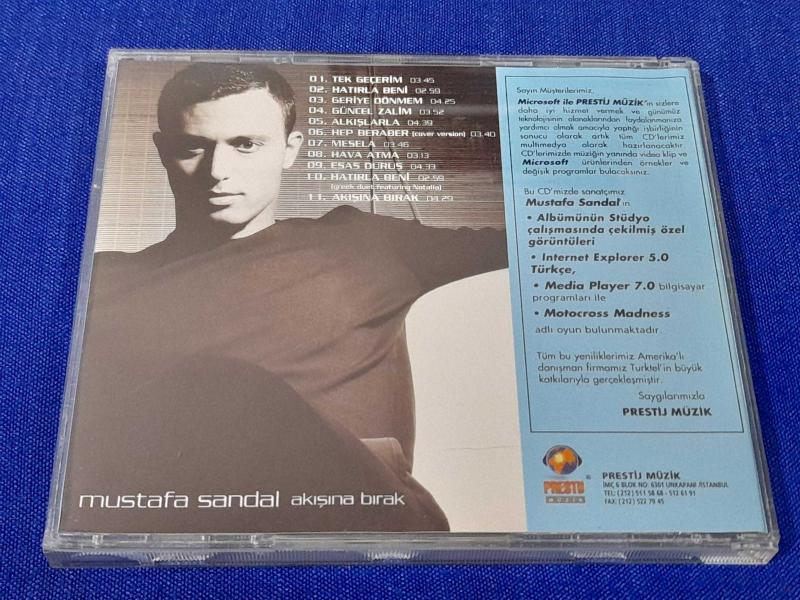 01. TEK GEÇERİM 03.45
02. HATIRLA BENİ 02.59
03. GERİYE DÖNMEM 04.25
04. GÜNCEL ZALİM 03.52
05. ALKIŞLARLA 04.39
06. HEP BERABER (cover version) 03.40
07. MESELA 03.46
08. HAVA ATMA 03.13
09. ESAS DURUŞ 03.39
10. HATIRLA BENİ 02.59
(greek duet featuring Natalia)
11. AKIŞINA BIRAK 04.29
mustafa sandal akışına bırak
Sayın Müşterilerimiz,
Microsoft ile PRESTİJ MÜZİK'in sizlere
daha iyi hizmet vermek ve günümüz
teknolojisinin olanaklarından faydalanmanıza
yardımcı olmak amacıyla yaptığı işbirliğinin
sonucu olarak artık tüm CD'lerimiz
multimedya olarak hazırlanacaktır.
CD'lerimizde müziğin yanında video klip ve
Microsoft ürünlerinden örnekler ve
değişik programlar bulacaksınız.
Bu CD'mizde sanatçımız
Mustafa Sandal'ın
• Albümünün Stüdyo
çalışmasında çekilmiş özel
görüntüleri
• Internet Explorer 5.0
Türkçe,
• Media Player 7.0 bilgisayar
programları ile
• Motocross Madness
adlı oyun bulunmaktadır.
Tüm bu yeniliklerimiz Amerika'lı
danışman firmamız Turktel'in büyük
katkılarıyla gerçekleşmiştir.
Saygılarımızla
PRESTİJ MÜZİK
PRESTİJ
MÜZİK
®
PRESTİJ MÜZİK
İMÇ 6 BLOK NO: 6301 UNKAPANI /İSTANBUL
TEL: (212) 511 58 68 - 512 61 91
FAX: (212) 522 79 45